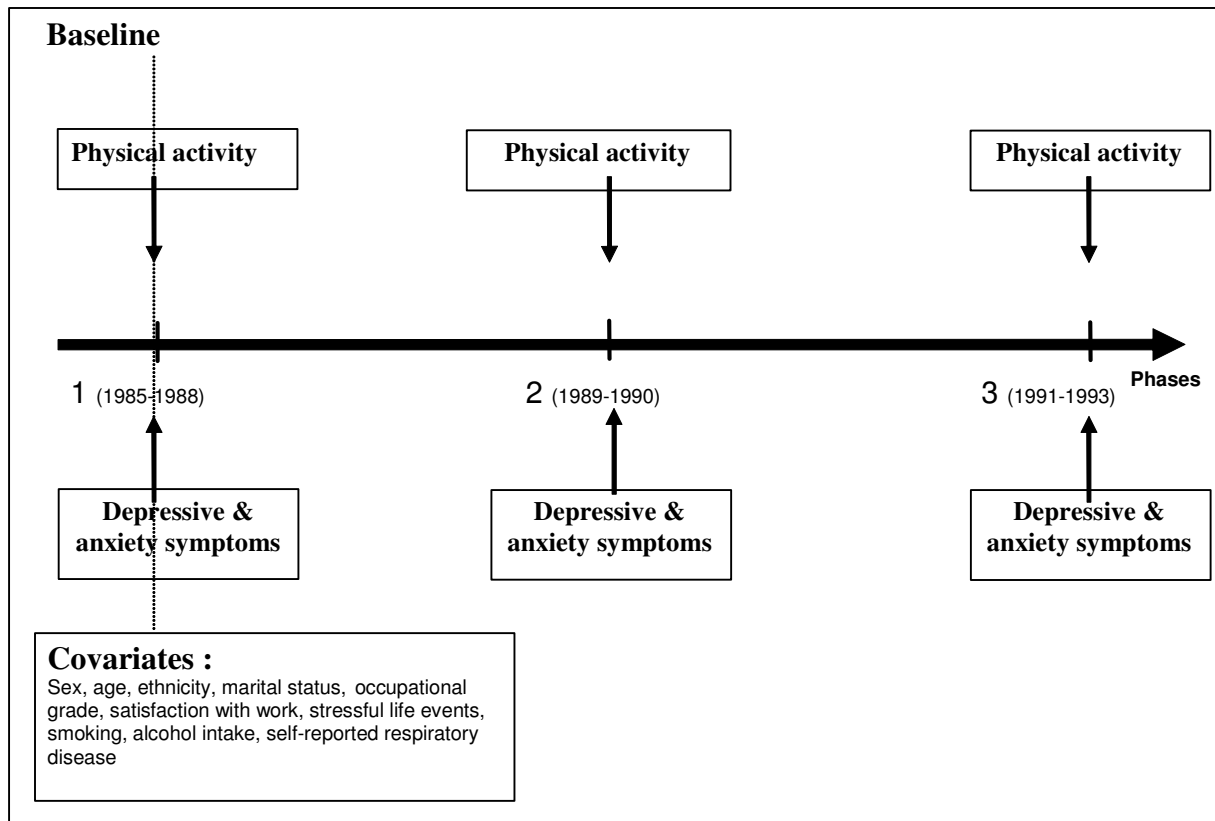 Baseline
Physical activity
Physical activity
Physical activity
1 (1985-1988)
2 (1989-1990)
3 (1991-1993)
Phases
Depressive &
anxiety symptoms
Depressive &
anxiety symptoms
Depressive &
anxiety symptoms
Covariates :
Sex, age, ethnicity, marital status, occupational
grade, satisfaction with work, stressful life events,
smoking, alcohol intake, self-reported respiratory
disease